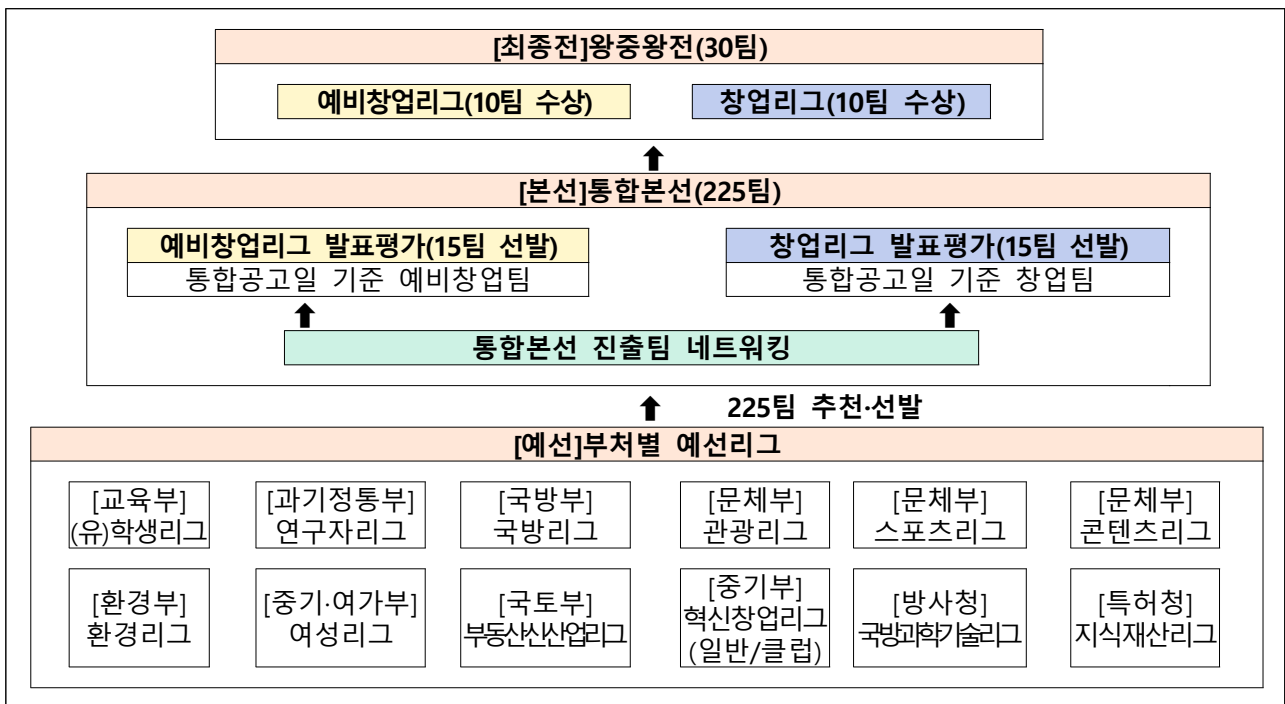 [최종전]왕중왕전(30팀)
예비창업리그(10팀 수상)
창업리그(10팀 수상)
[본선]통합본선(225팀)
예비창업리그 발표평가(15팀 선발)
통합공고일 기준 예비창업팀
창업리그 발표평가(15팀 선발)
통합공고일 기준 창업팀
통합본선 진출팀 네트워킹
225팀 추천·선발
[예선]부처별 예선리그
[교육부]
(유)학생리그
[과기정통부]
연구자리그
[국방부]
국방리그
[문체부]
관광리그
[문체부]
스포츠리그
[문체부]
콘텐츠리그
[환경부]
환경리그
[중기·여가부]
여성리그
[국토부]
부동산신산업리그
[중기부]
혁신창업리그
(일반/클럽)
[방사청]
국방과학기술리그
[특허청]
지식재산리그